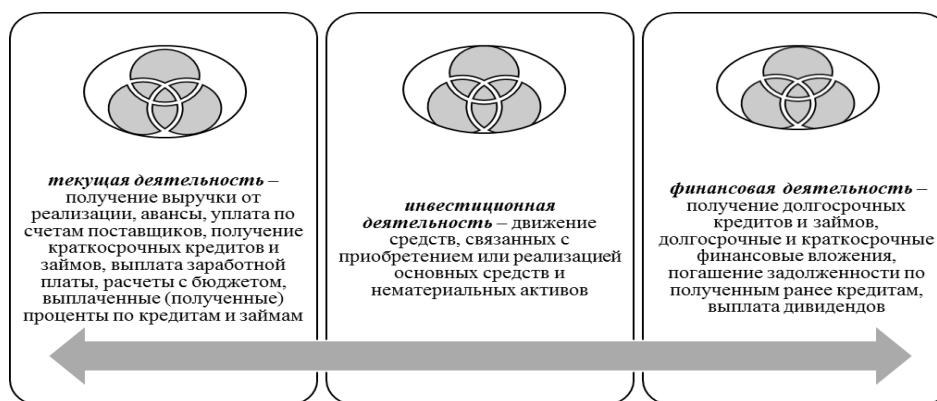 текущая деятельность –
получение выручки от
реализации, авансы, уплата по
счетам поставщиков, получение
краткосрочных кредитов и
займов, выплата заработной
платы, расчеты с бюджетом,
выплаченные (полученные)
проценты по кредитам и займам
инвестиционная
деятельность – движение
средств, связанных с
приобретением или реализацией
основных средств и
нематериальных активов
финансовая деятельность –
получение долгосрочных
кредитов и займов,
долгосрочные и краткосрочные
финансовые вложения,
погашение задолженности по
полученным ранее кредитам,
выплата дивидендов